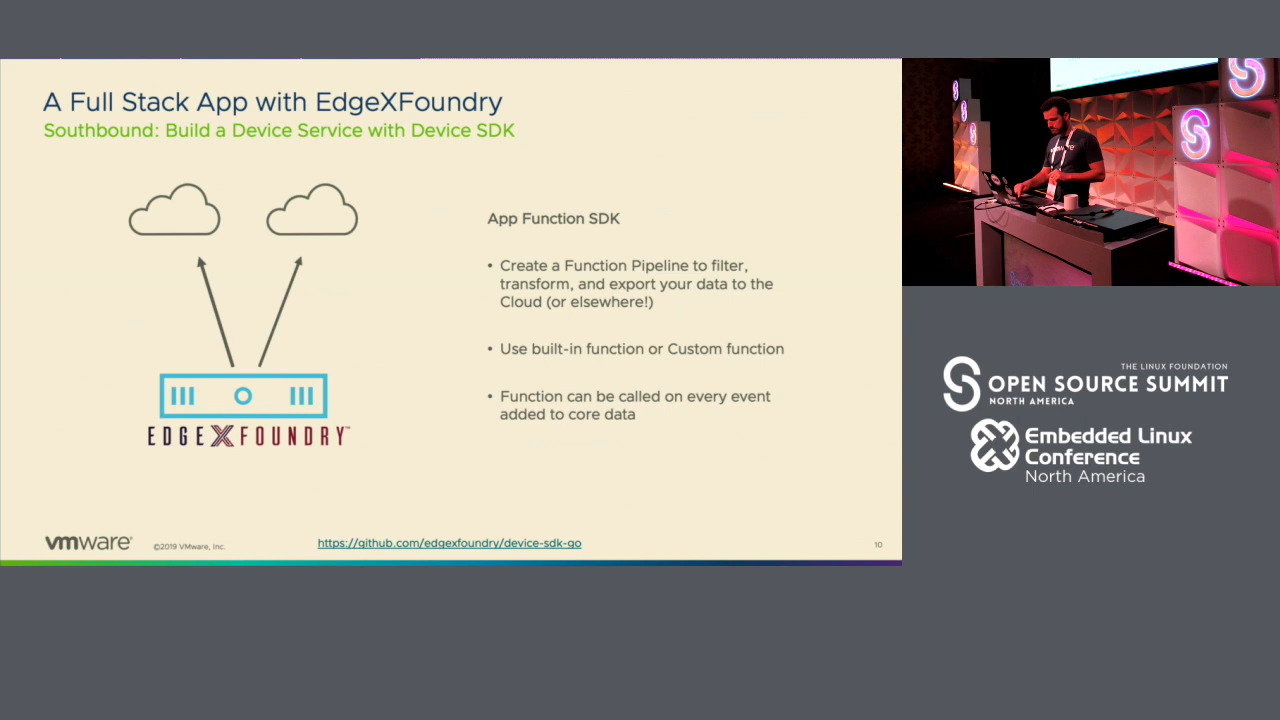 A Full Stack App with EdgeXFoundry
Southbound: Build a Device Service with Device SDK
App Function SDK
• Create a Function Pipeline to filter,
transform, and export your data to the
Cloud (or elsewhere!)
• Use built-in function or Custom function
• Function can be called on every event
added to core data
EDGE X FOUNDRY™
vmware®
©2019 VMware, Inc.
https://github.com/edgexfoundry/device-sdk-go
10
THE LINUX FOUNDATION
OPEN SOURCE SUMMIT
NORTH AMERICA
Embedded Linux
Conference
North America